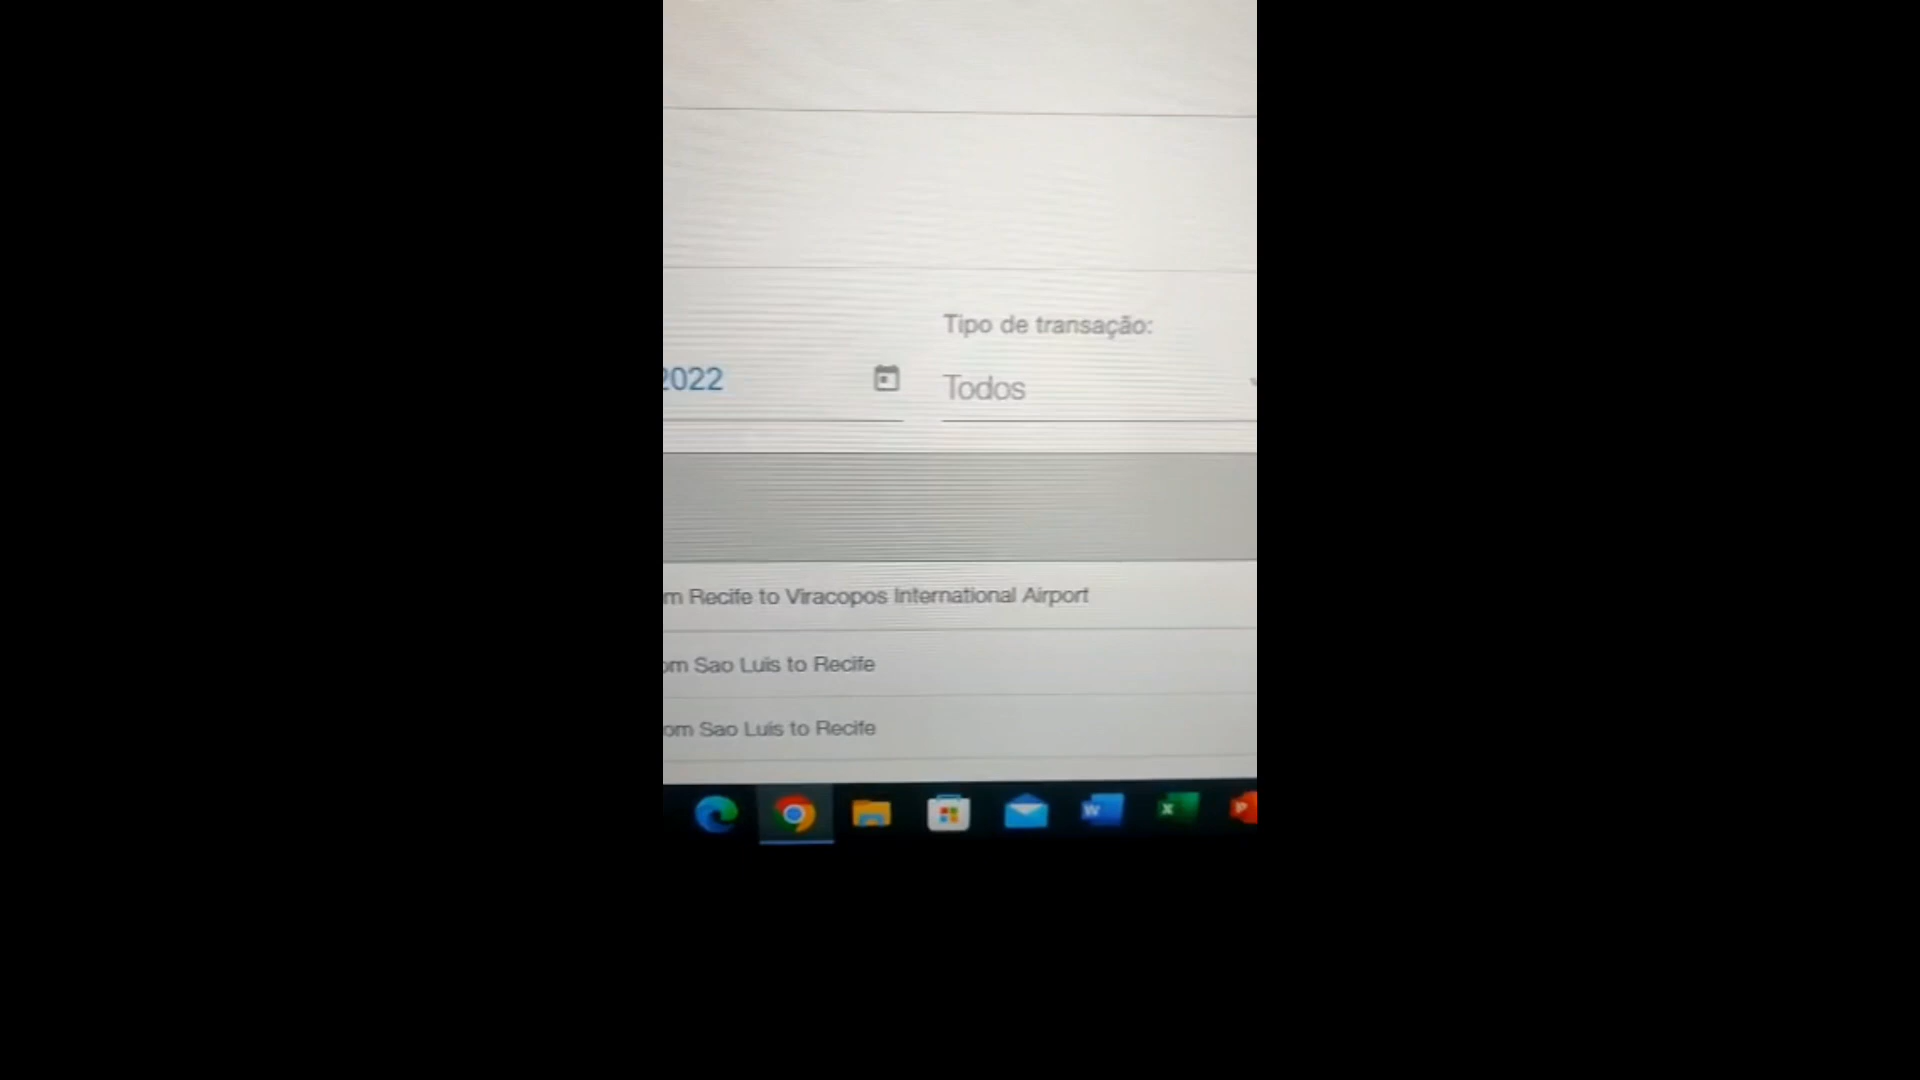 Tipo de transação:
2022
Todos
m Recife to Viracopos International Airport
om Sao Luis to Recife
om Sao Luis to Recife